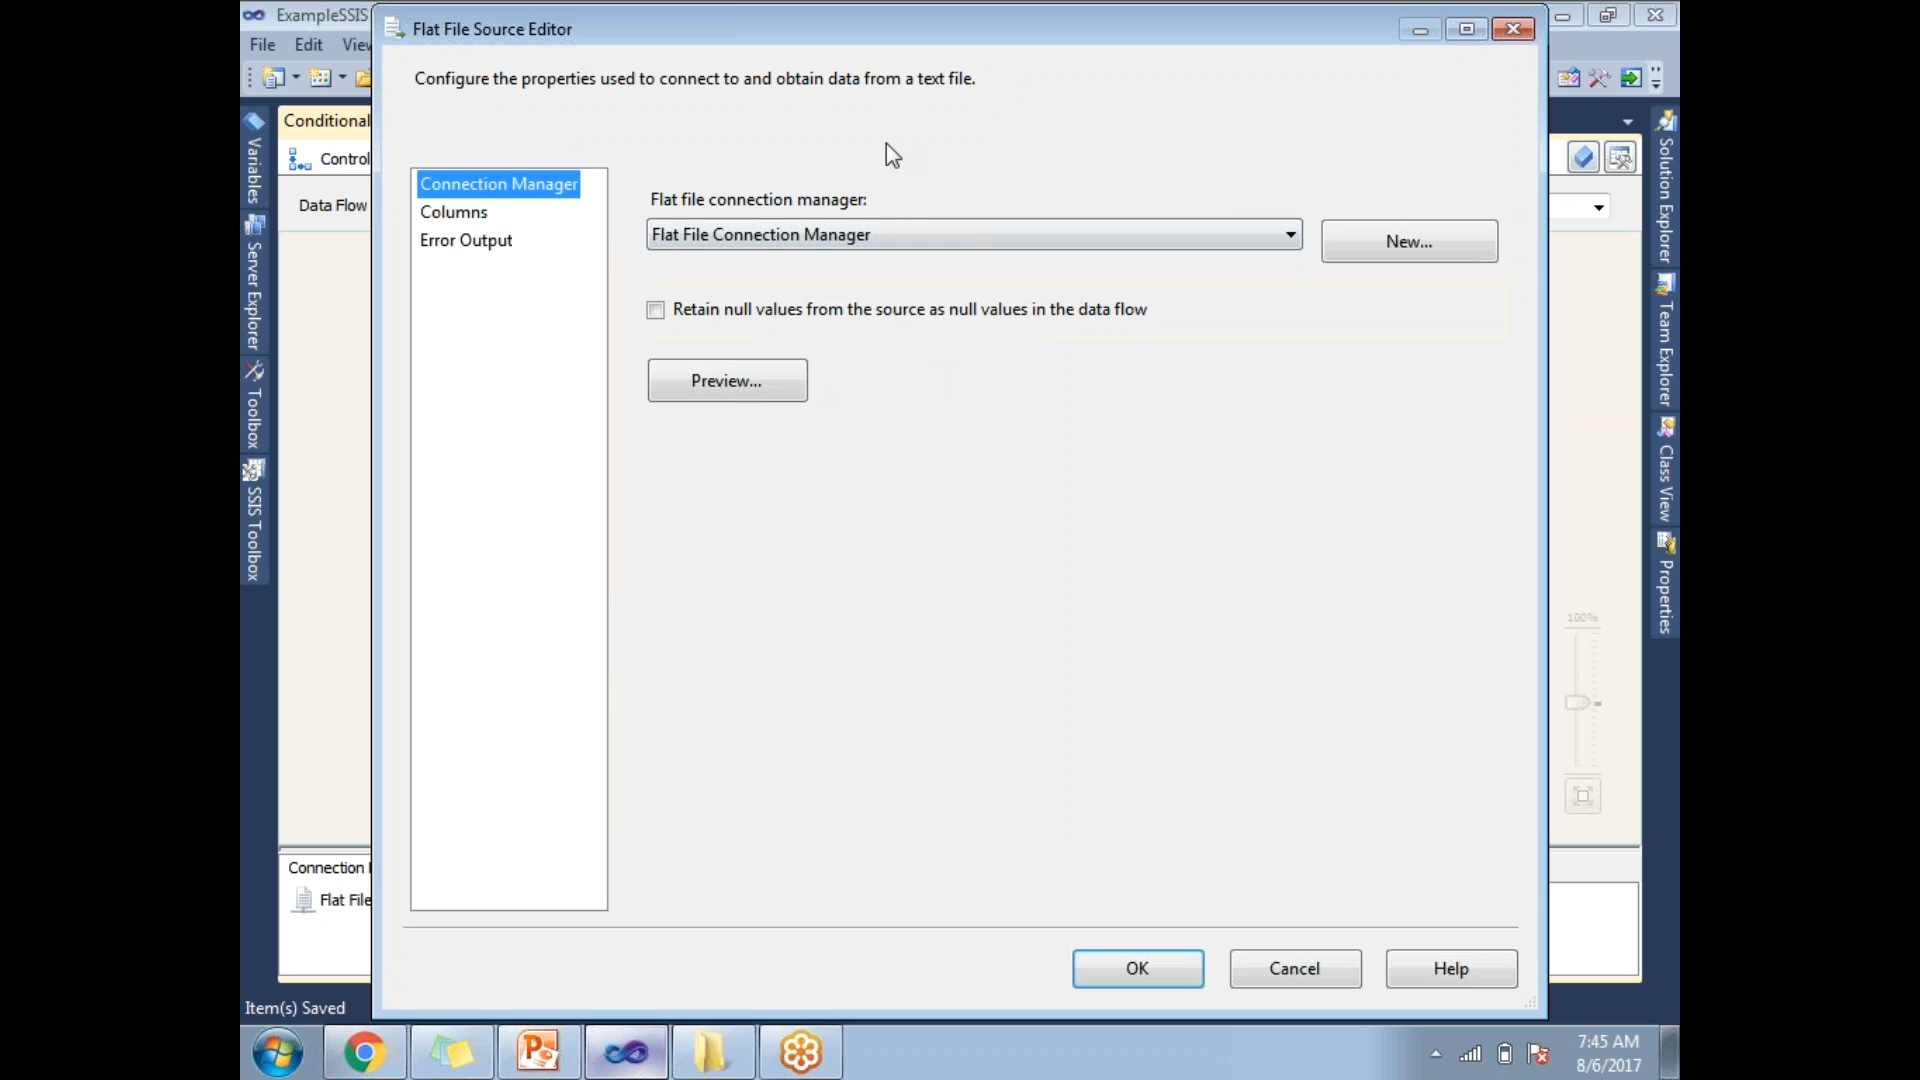 ExampleSSIS
Flat File Source Editor
File Edit View
Configure the properties used to connect to and obtain data from a text file.
Conditional
Control
Data Flow
Connection Manager
Columns
Error Output
Flat file connection manager:
Flat File Connection Manager
New...
Retain null values from the source as null values in the data flow
Preview...
Variables
Server Explorer
Toolbox
SSIS Toolbox
Solution Explorer
Team Explorer
Class View
Properties
100%
Connection
Flat File
OK
Cancel
Help
Item(s) Saved
7:45 AM
8/6/2017